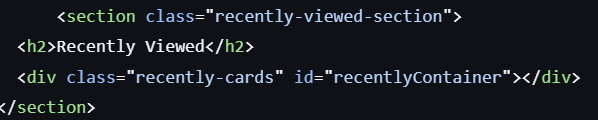 <section class="recently-viewed-section">
<h2>Recently Viewed</h2>
<div class="recently-cards" id="recentlyContainer"></div>
</section>